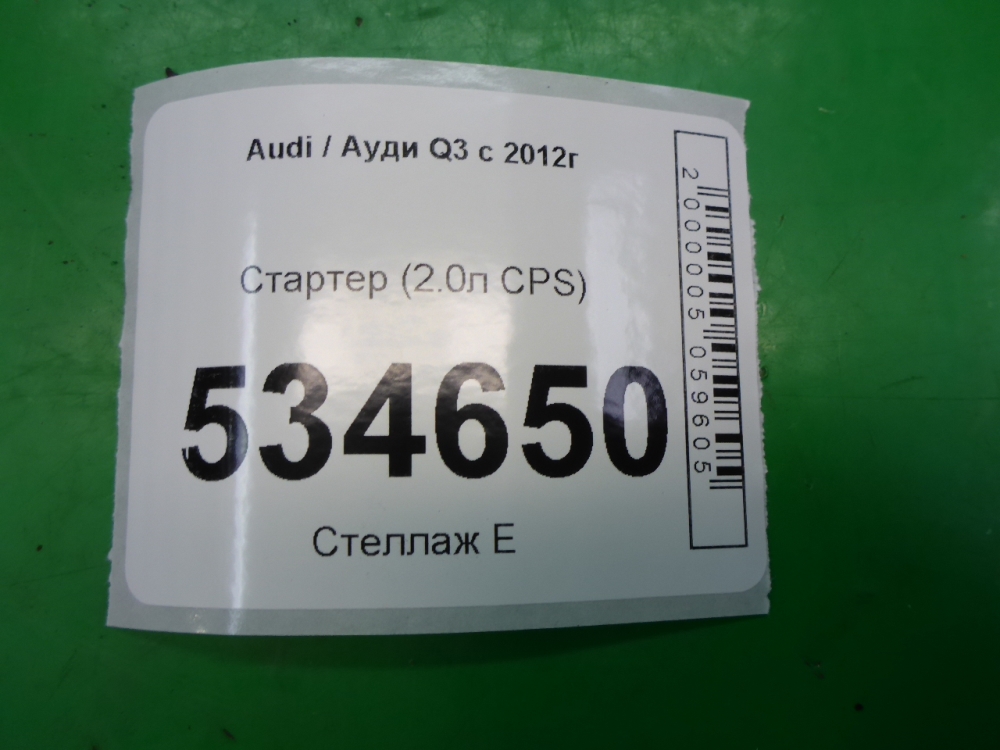 Audi / Ауди Q3 с 2012г
Стартер (2.0л CPS)
534650
Стеллаж Е
2000005059605